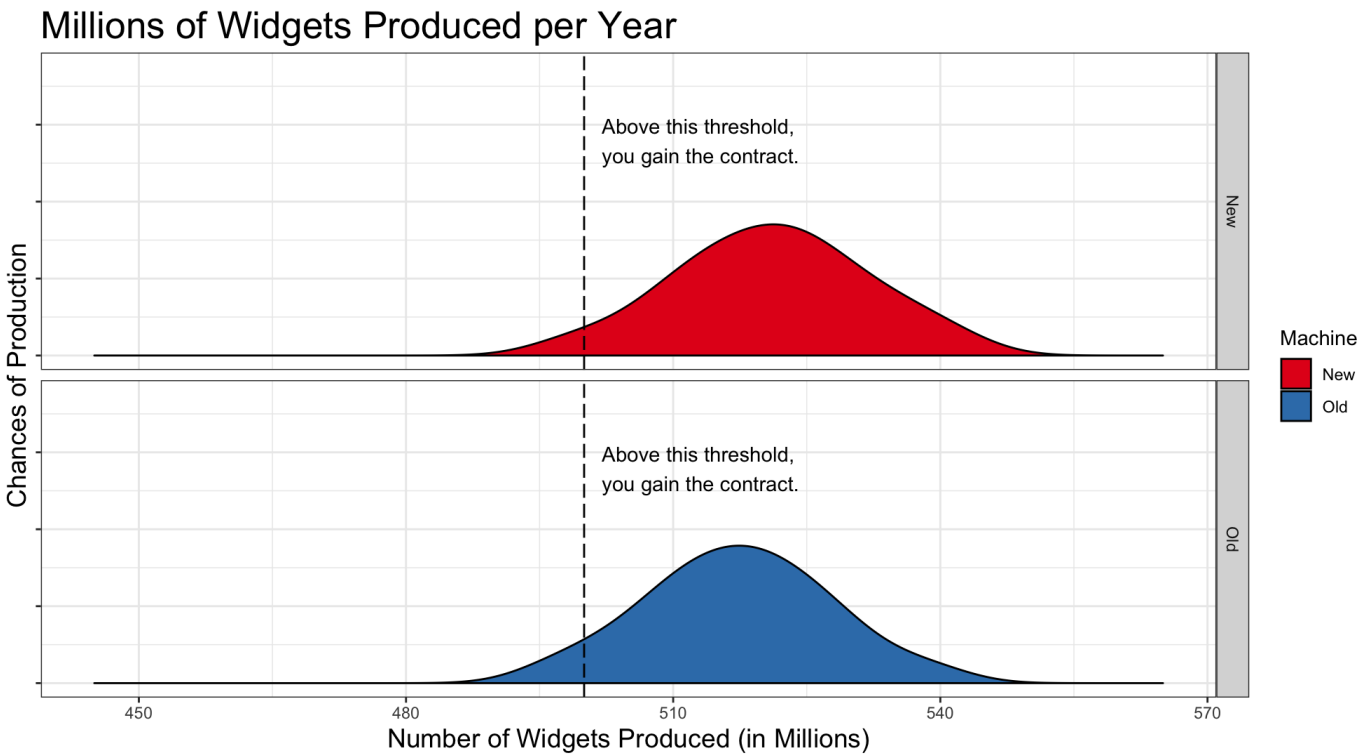 Millions of Widgets Produced per Year
Above this threshold,
you gain the contract.
New
Above this threshold,
you gain the contract.
Old
Chances of Production
450 480 510 540 570
Number of Widgets Produced (in Millions)
Machine
New
Old